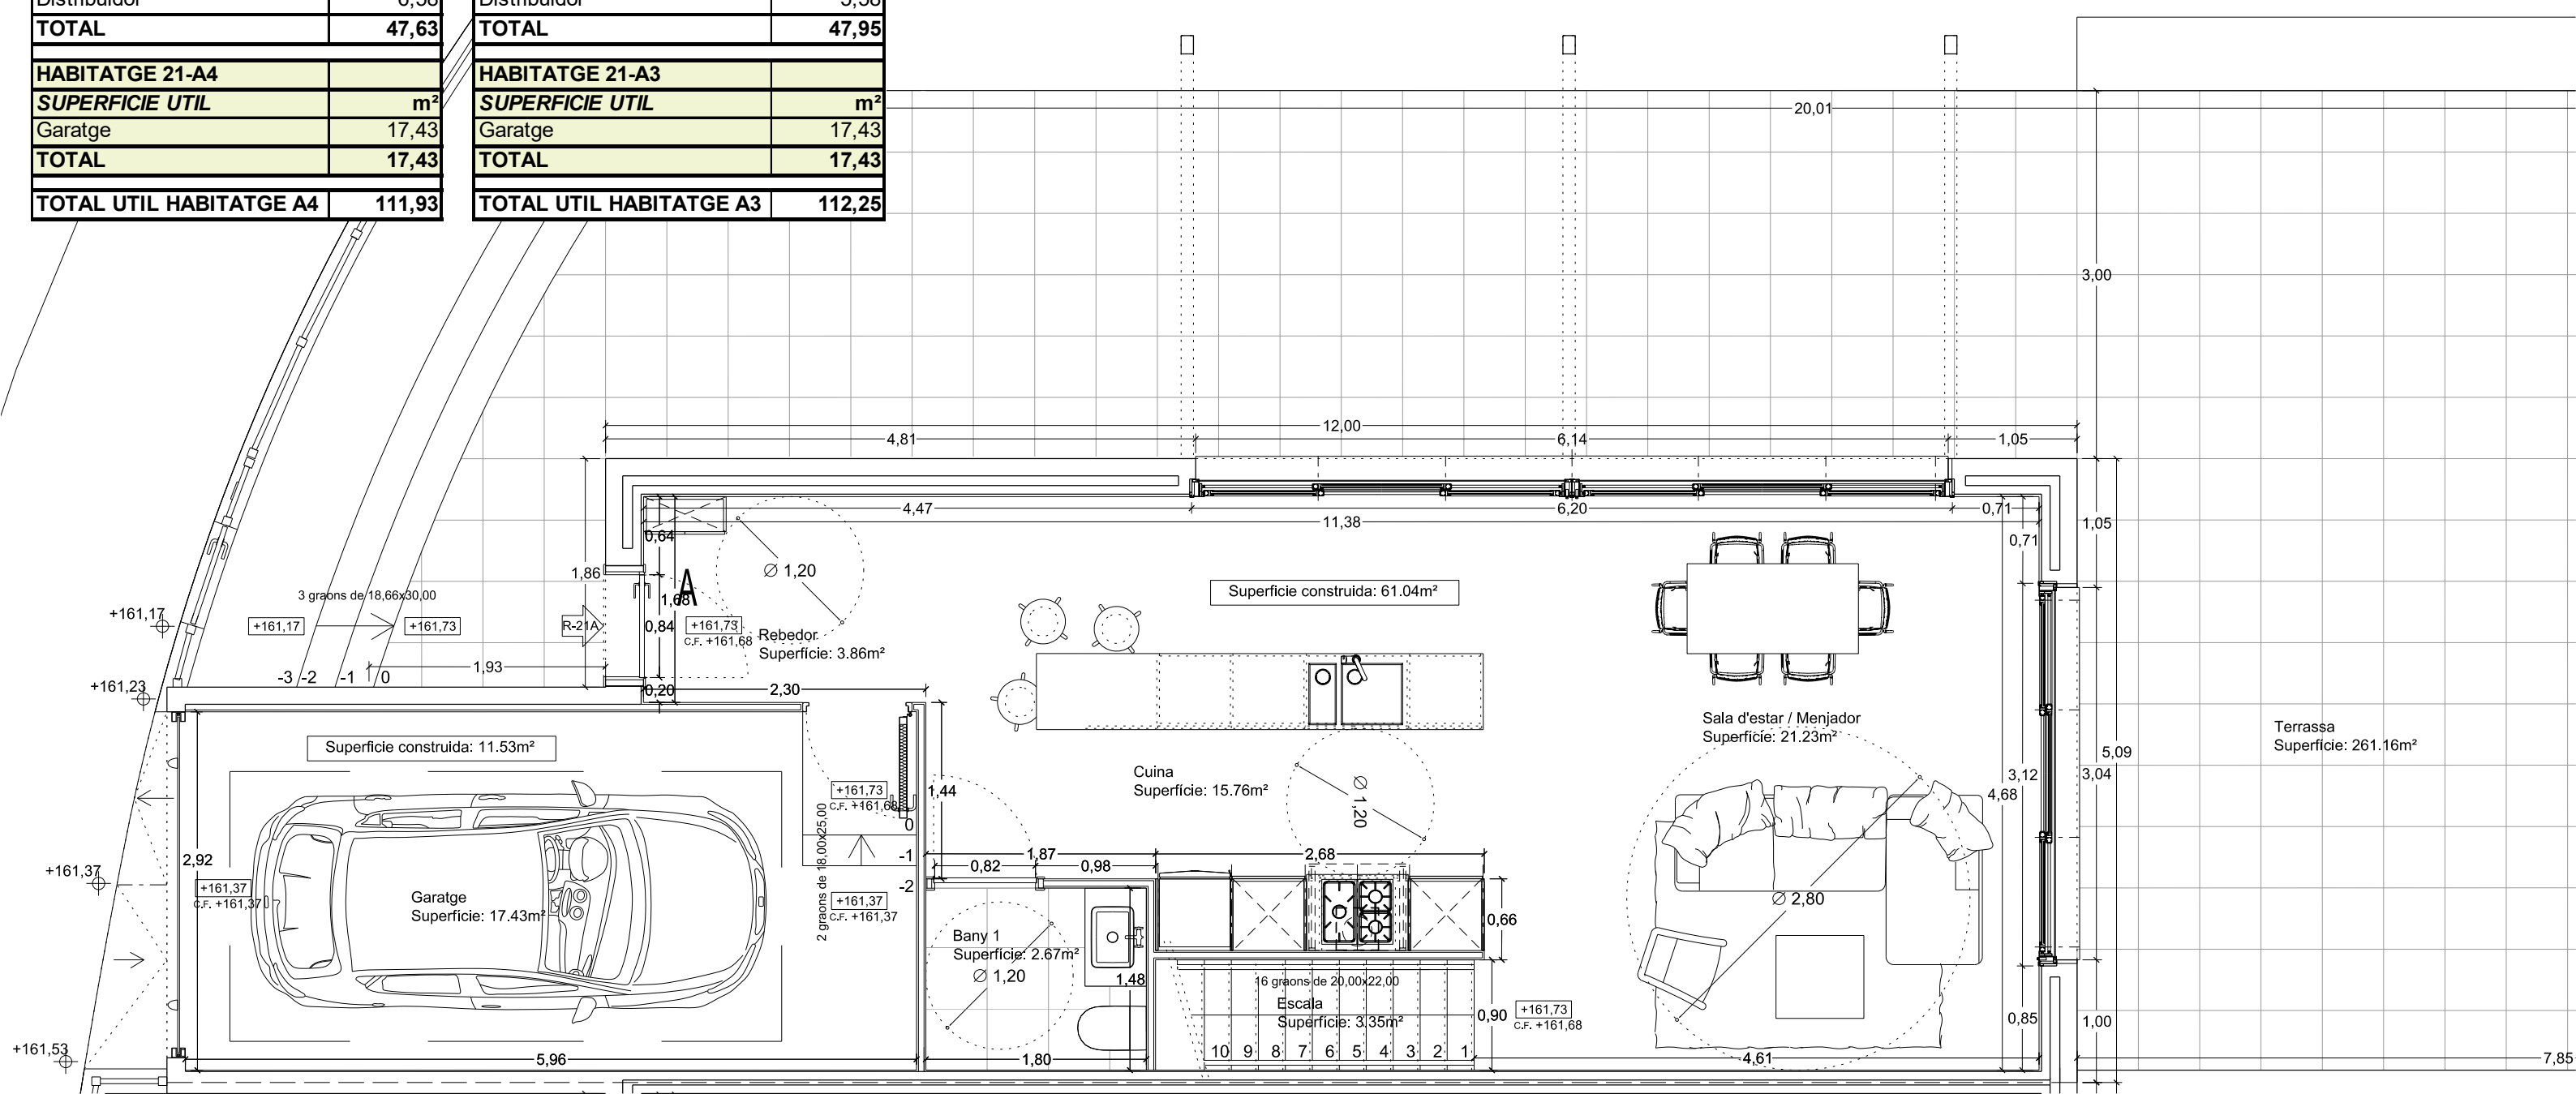 Distribuidor 6,58
TOTAL 47,63
HABITATGE 21-A4
SUPERFICIE UTIL m²
Garatge 17,43
TOTAL 17,43
TOTAL UTIL HABITATGE A4 111,93
Distribuidor 5,58
TOTAL 47,95
HABITATGE 21-A3
SUPERFICIE UTIL m²
Garatge 17,43
TOTAL 17,43
TOTAL UTIL HABITATGE A3 112,25
20,01
3,00
12,00
4,81
6,14
1,05
4,47
6,20
0,71
11,38
0,64
1,05
0,71
Ø 1,20
1,86
A
1,68
Superficie construida: 61.04m²
3 graons de 18,66x30,00
+161,17
+161,17
+161,73
R-21A
0,84
+161,73
C.F. +161,68
Rebedor
Superfície: 3.86m²
1,93
-3
-2
-1
0
+161,23
0,20
2,30
Sala d'estar / Menjador
Superfície: 21.23m²
Terrassa
Superfície: 261.16m²
Superficie construida: 11.53m²
5,09
Cuina
Superfície: 15.76m²
3,12
3,04
4,68
+161,73
C.F. +161,68
1,44
Ø 1,20
0
2 graons de 18,00x25,00
-1
-2
1,87
2,68
0,82
0,98
2,92
+161,37
+161,37
C.F. +161,37
Garatge
Superfície: 17.43m²
+161,37
C.F. +161,37
Ø 2,80
0,66
Bany 1
Superfície: 2.67m²
Ø 1,20
1,48
16 graons de 20,00x22,00
Escala
Superfície: 3.35m²
0,90
+161,73
C.F. +161,68
0,85
1,00
+161,53
10 9 8 7 6 5 4 3 2 1
5,96
1,80
4,61
7,85